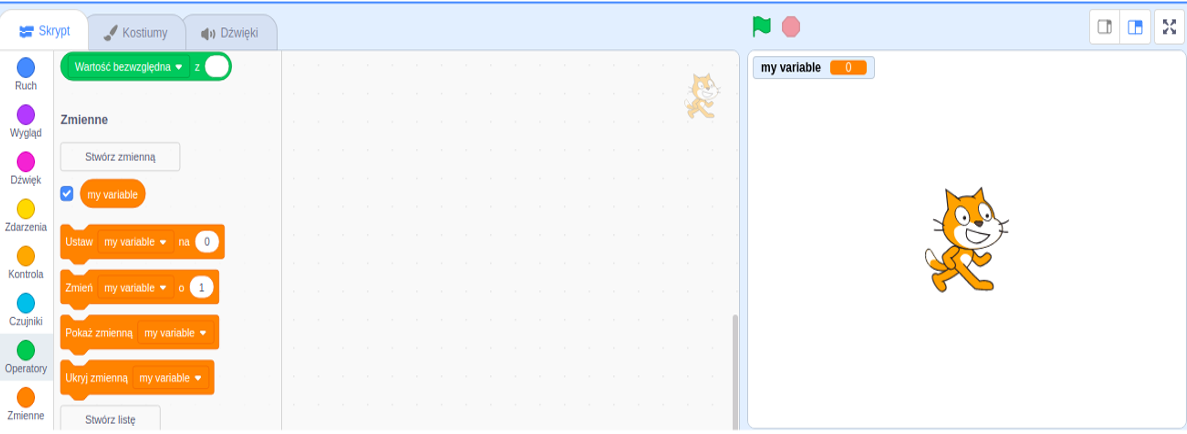 Skrypt
Kostiumy
Dźwięki
Ruch
Wygląd
Dźwięk
Zdarzenia
Kontrola
Czujniki
Operatory
Zmienne
Wartość bezwzględna z
Zmienne
Stwórz zmienną
my variable
Ustaw my variable na 0
Zmień my variable o 1
Pokaż zmienną my variable
Ukryj zmienną my variable
Stwórz listę
my variable 0